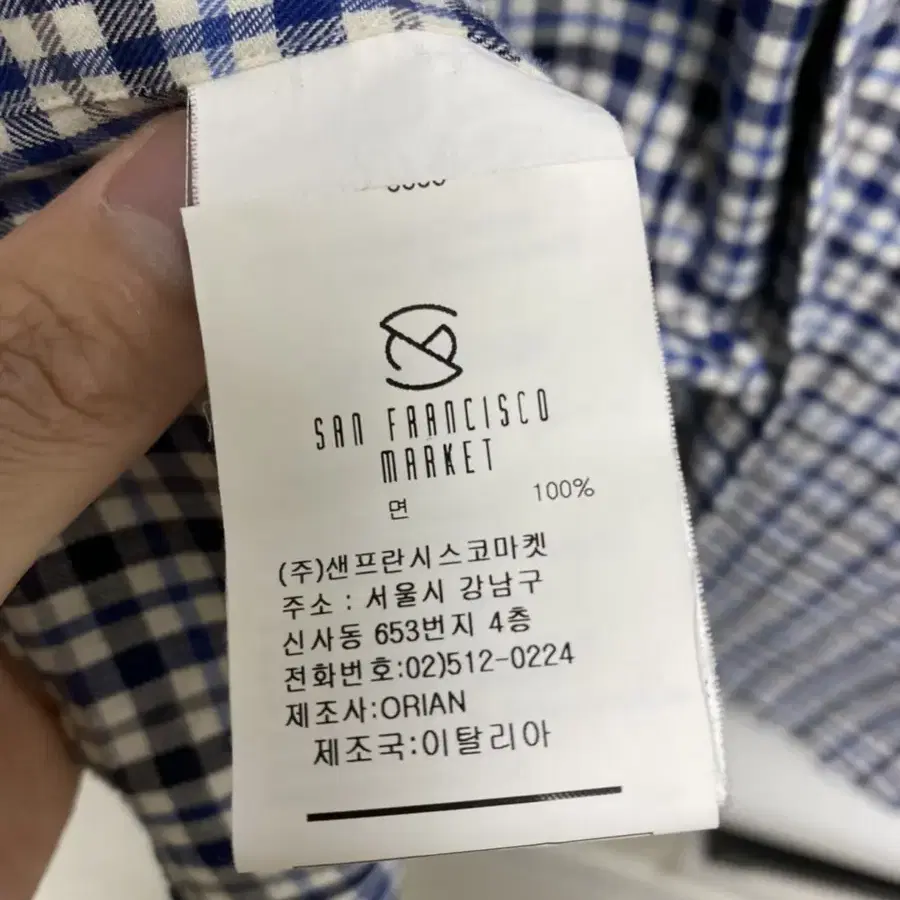 SAN FRANCISCO
MARKET
면 100%
(주)샌프란시스코마켓
주소 : 서울시 강남구
신사동 653번지 4층
전화번호:02)512-0224
제조사:ORIAN
제조국:이탈리아